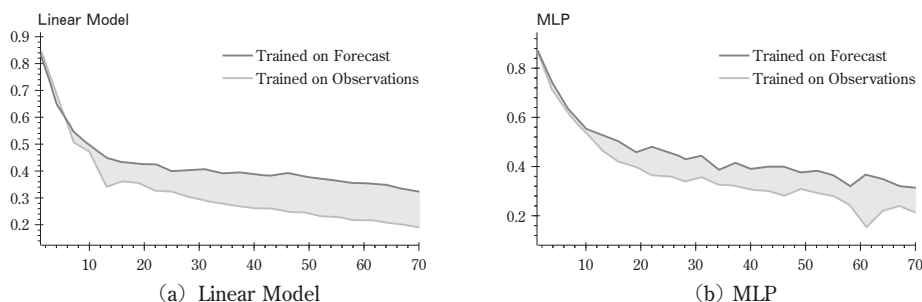 Linear Model
0.9
0.8
0.7
0.6
0.5
0.4
0.3
0.2
10 20 30 40 50 60 70
Trained on Forecast
Trained on Observations
(a) Linear Model
MLP
0.8
0.6
0.4
0.2
10 20 30 40 50 60 70
Trained on Forecast
Trained on Observations
(b) MLP